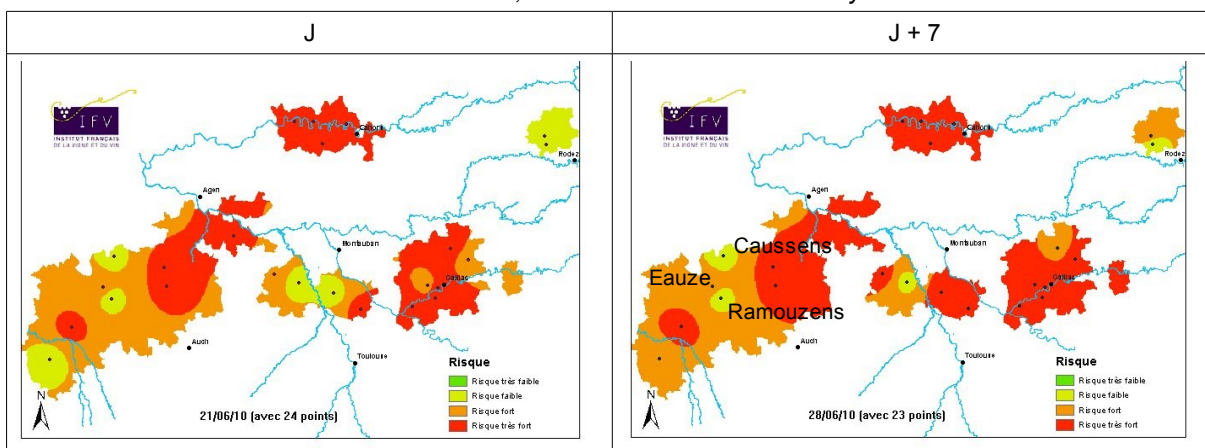 J
J + 7
IFV
INSTITUT FRANÇAIS
DE LA VIGNE ET DU VIN
Cahors
Rodez
Agen
Montauban
Gaillac
Auch
Toulouse
N
21/06/10 (avec 24 points)
Risque
Risque très faible
Risque faible
Risque fort
Risque très fort
IFV
INSTITUT FRANÇAIS
DE LA VIGNE ET DU VIN
Cahors
Rodez
Agen
Caussens
Montauban
Eauze
Gaillac
Ramouzens
Auch
Toulouse
N
28/06/10 (avec 23 points)
Risque
Risque très faible
Risque faible
Risque fort
Risque très fort